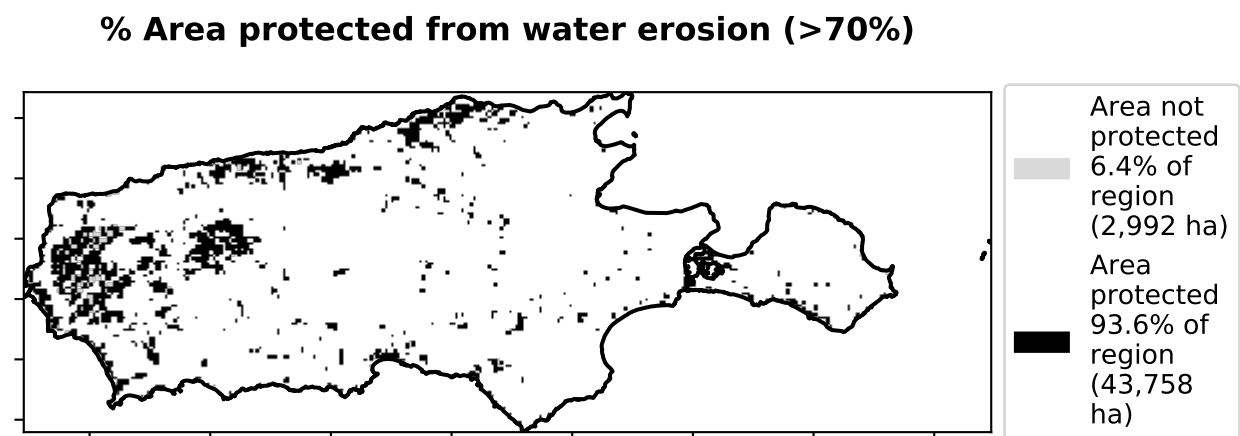 % Area protected from water erosion (>70%)
Area not
protected
6.4% of
region
(2,992 ha)
Area
protected
93.6% of
region
(43,758
ha)